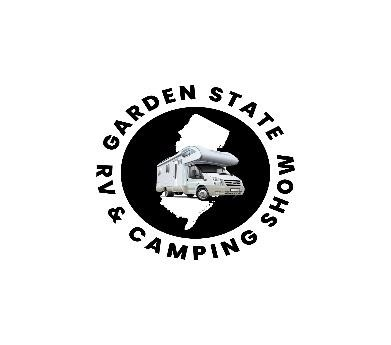 GARDEN STATE
RV & CAMPING SHOW